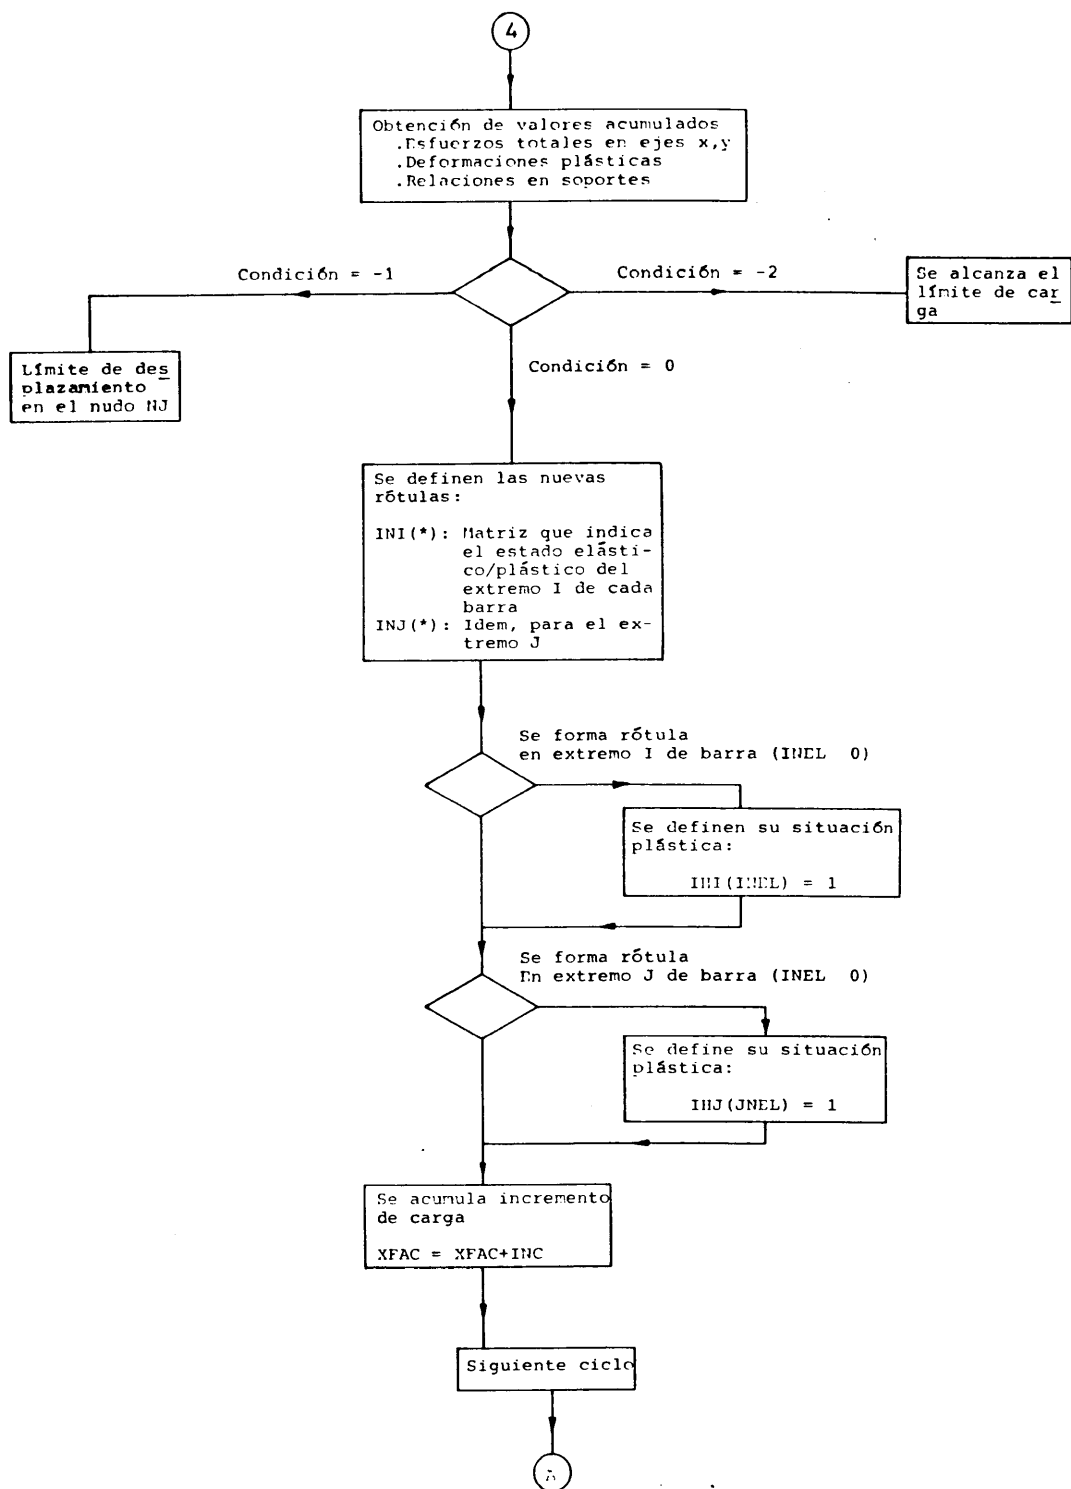 4
Obtención de valores acumulados
.Esfuerzos totales en ejes x,y
.Deformaciones plásticas
.Relaciones en soportes
Condición = -1
Condición = -2
Se alcanza el
límite de car
ga
Límite de des
plazamiento
en el nudo NJ
Condición = 0
Se definen las nuevas
rótulas:
INI(*): Matriz que indica
el estado elásti-
co/plástico del
extremo I de cada
barra
INJ(*): Idem, para el ex-
tremo J
Se forma rótula
en extremo I de barra (INEL 0)
Se definen su situación
plástica:
INI(INEL) = 1
Se forma rótula
En extremo J de barra (INEL 0)
Se define su situación
plástica:
INJ(JNEL) = 1
Se acumula incremento
de carga
XFAC = XFAC+INC
Siguiente ciclo